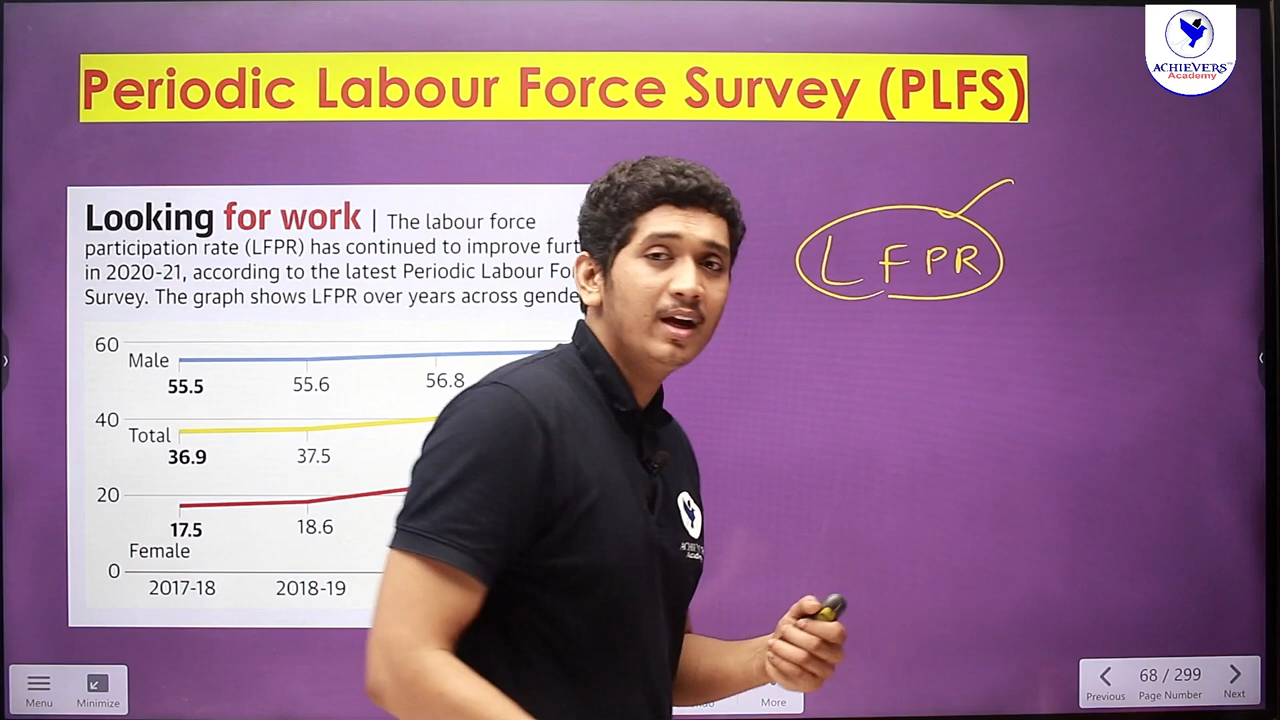 ACHIEVERS
Academy
Periodic Labour Force Survey (PLFS)
Looking for work | The labour force
participation rate (LFPR) has continued to improve
in 2020-21, according to the latest Periodic Labour
Survey. The graph shows LFPR over years across
LFPR
60
Male
55.5 55.6 56.8
40
Total
36.9 37.5
20
17.5 18.6
Female
0
2017-18 2018-19
Academy
Menu Minimize
More
68 / 299
Previous Page Number Next